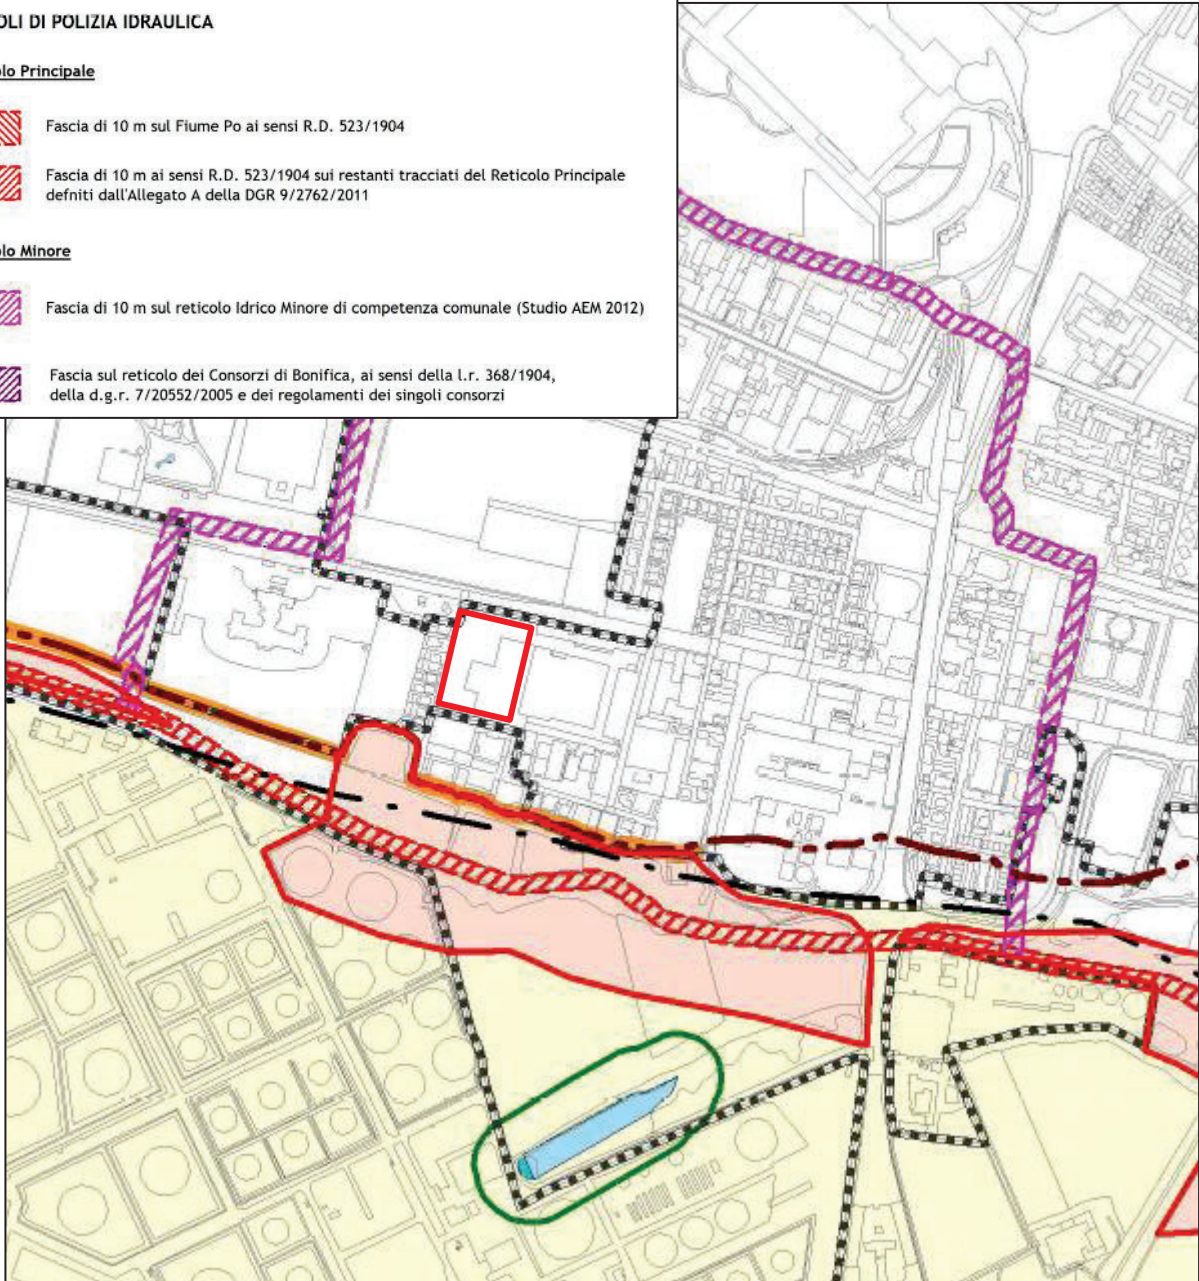 OLI DI POLIZIA IDRAULICA
olo Principale
Fascia di 10 m sul Fiume Po ai sensi R.D. 523/1904
Fascia di 10 m ai sensi R.D. 523/1904 sui restanti tracciati del Reticolo Principale
defniti dall'Allegato A della DGR 9/2762/2011
olo Minore
Fascia di 10 m sul reticolo Idrico Minore di competenza comunale (Studio AEM 2012)
Fascia sul reticolo dei Consorzi di Bonifica, ai sensi della l.r. 368/1904,
della d.g.r. 7/20552/2005 e dei regolamenti dei singoli consorzi